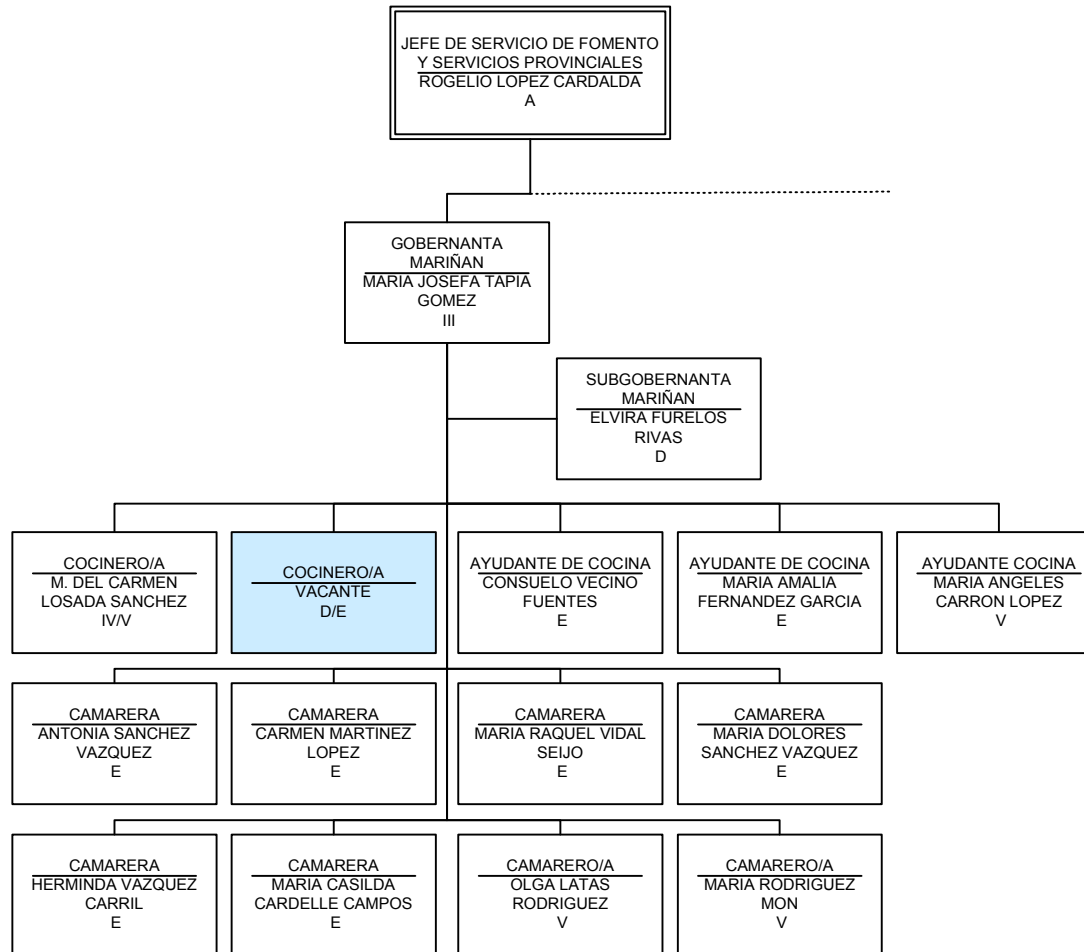 JEFE DE SERVICIO DE FOMENTO
Y SERVICIOS PROVINCIALES
ROGELIO LOPEZ CARDALDA
A
GOBERNANTA
MARIÑAN
MARIA JOSEFA TAPIA
GOMEZ
III
SUBGOBERNANTA
MARIÑAN
ELVIRA FURELOS
RIVAS
D
COCINERO/A
M. DEL CARMEN
LOSADA SANCHEZ
IV/V
COCINERO/A
VACANTE
D/E
AYUDANTE DE COCINA
CONSUELO VECINO
FUENTES
E
AYUDANTE DE COCINA
MARIA AMALIA
FERNANDEZ GARCIA
E
AYUDANTE COCINA
MARIA ANGELES
CARRON LOPEZ
V
CAMARERA
ANTONIA SANCHEZ
VAZQUEZ
E
CAMARERA
CARMEN MARTINEZ
LOPEZ
E
CAMARERA
MARIA RAQUEL VIDAL
SEIJO
E
CAMARERA
MARIA DOLORES
SANCHEZ VAZQUEZ
E
CAMARERA
HERMINDA VAZQUEZ
CARRIL
E
CAMARERA
MARIA CASILDA
CARDELLE CAMPOS
E
CAMARERO/A
OLGA LATAS
RODRIGUEZ
V
CAMARERO/A
MARIA RODRIGUEZ
MON
V